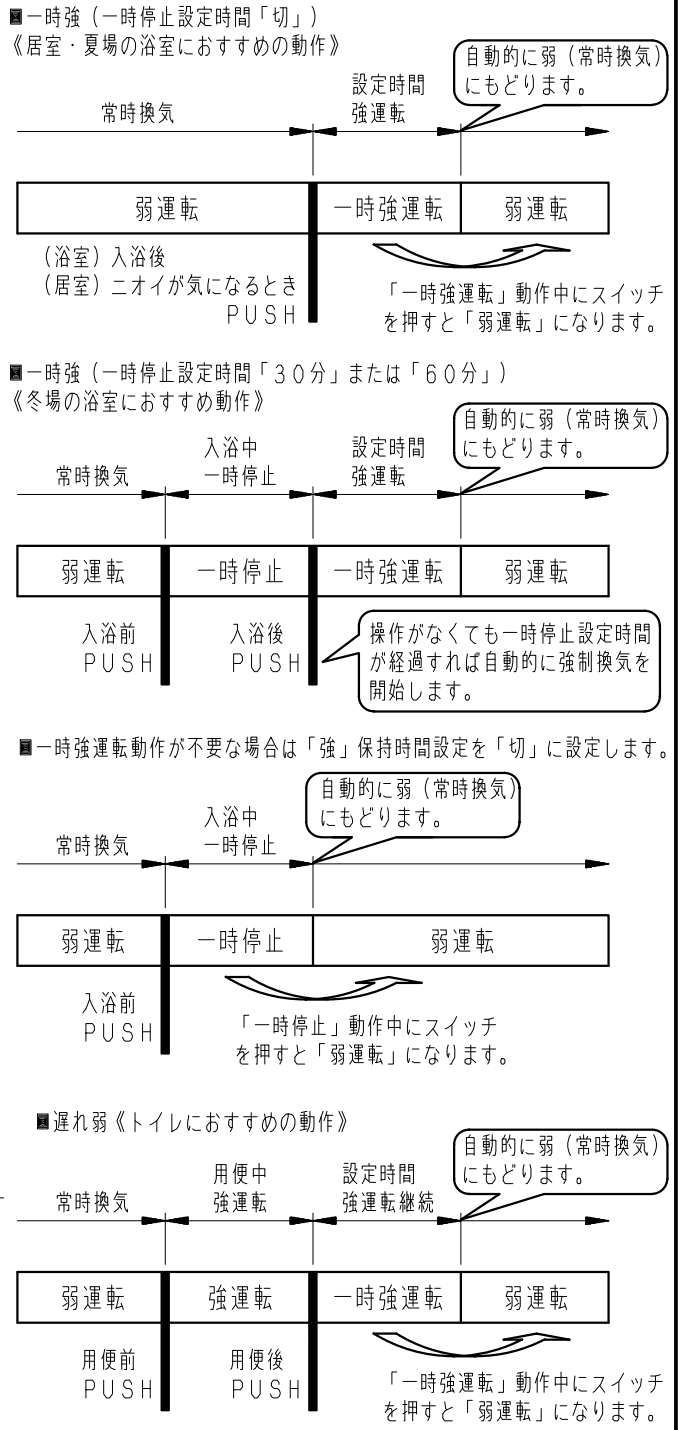 ■一時強（一時停止設定時間「切」）
《居室・夏場の浴室におすすめの動作》
自動的に弱（常時換気）
にもどります。
設定時間
強運転
常時換気
弱運転
一時強運転
弱運転
（浴室）入浴後
（居室）ニオイが気になるとき
ＰＵＳＨ
「一時強運転」動作中にスイッチ
を押すと「弱運転」になります。
■一時強（一時停止設定時間「３０分」または「６０分」）
《冬場の浴室におすすめ動作》
自動的に弱（常時換気）
にもどります。
入浴中
一時停止
設定時間
強運転
常時換気
弱運転
一時停止
一時強運転
弱運転
入浴前
ＰＵＳＨ
入浴後
ＰＵＳＨ
操作がなくても一時停止設定時間
が経過すれば自動的に強制換気を
開始します。
■一時強運転動作が不要な場合は「強」保持時間設定を「切」に設定します。
自動的に弱（常時換気）
にもどります。
入浴中
一時停止
常時換気
弱運転
一時停止
弱運転
入浴前
ＰＵＳＨ
「一時停止」動作中にスイッチ
を押すと「弱運転」になります。
■遅れ弱《トイレにおすすめの動作》
自動的に弱（常時換気）
にもどります。
用便中
強運転
設定時間
強運転継続
常時換気
弱運転
強運転
一時強運転
弱運転
用便前
ＰＵＳＨ
用便後
ＰＵＳＨ
「一時強運転」動作中にスイッチ
を押すと「弱運転」になります。